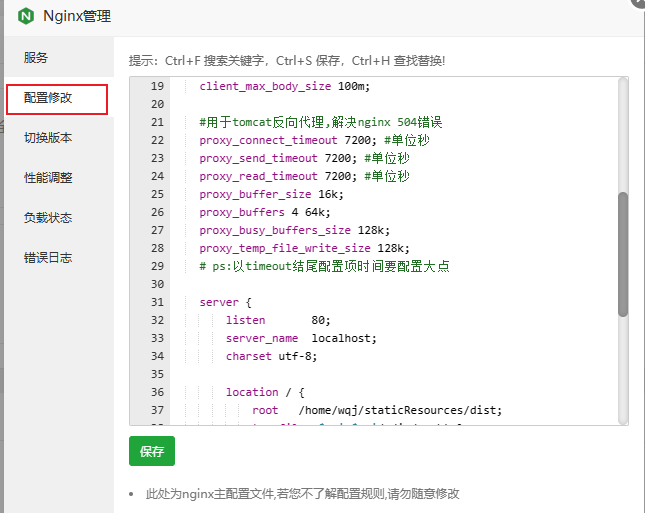 Nginx管理
服务
配置修改
切换版本
性能调整
负载状态
错误日志
提示：Ctrl+F 搜索关键字，Ctrl+S 保存，Ctrl+H 查找替换!
19 client_max_body_size 100m;
20
21 #用于tomcat反向代理,解决nginx 504错误
22 proxy_connect_timeout 7200; #单位秒
23 proxy_send_timeout 7200; #单位秒
24 proxy_read_timeout 7200; #单位秒
25 proxy_buffer_size 16k;
26 proxy_buffers 4 64k;
27 proxy_busy_buffers_size 128k;
28 proxy_temp_file_write_size 128k;
29 # ps:以timeout结尾配置项时间要配置大点
30
31 server {
32 listen 80;
33 server_name localhost;
34 charset utf-8;
35
36 location / {
37 root /home/wqj/staticResources/dist;
保存
此处为nginx主配置文件,若您不了解配置规则,请勿随意修改